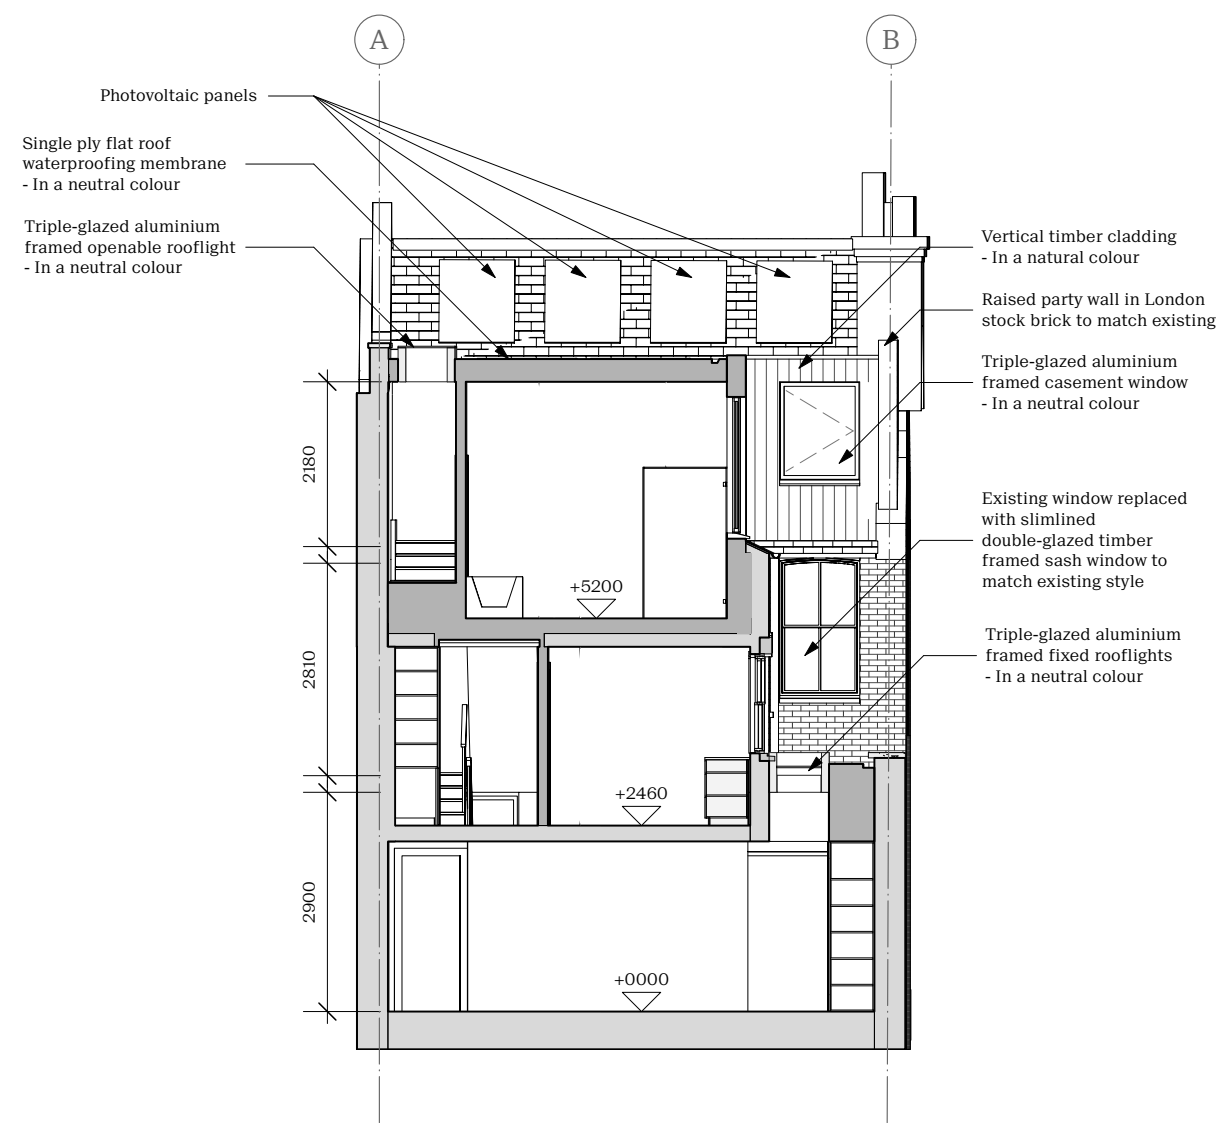 A
B
Photovoltaic panels
Single ply flat roof
waterproofing membrane
- In a neutral colour
Triple-glazed aluminium
framed openable rooflight
- In a neutral colour
Vertical timber cladding
- In a natural colour
Raised party wall in London
stock brick to match existing
Triple-glazed aluminium
framed casement window
- In a neutral colour
Existing window replaced
with slimlined
double-glazed timber
framed sash window to
match existing style
Triple-glazed aluminium
framed fixed rooflights
- In a neutral colour
2180
2810
2900
+5200
+2460
+0000